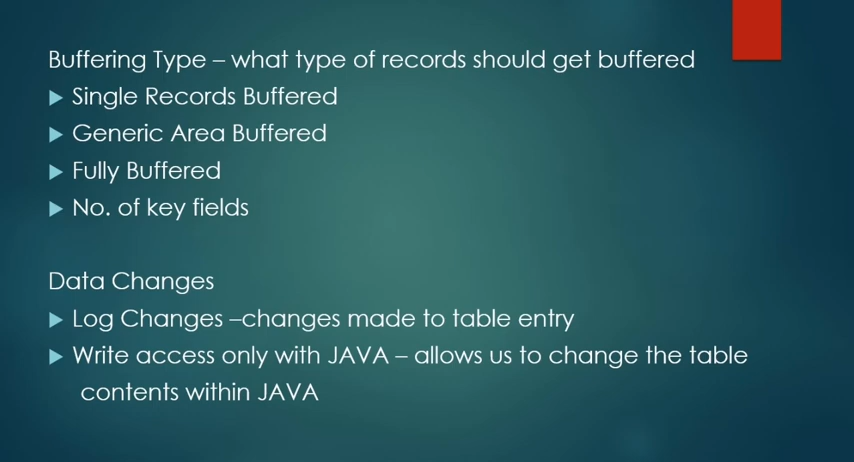 Buffering Type – what type of records should get buffered
Single Records Buffered
Generic Area Buffered
Fully Buffered
No. of key fields
Data Changes
Log Changes –changes made to table entry
Write access only with JAVA – allows us to change the table
contents within JAVA